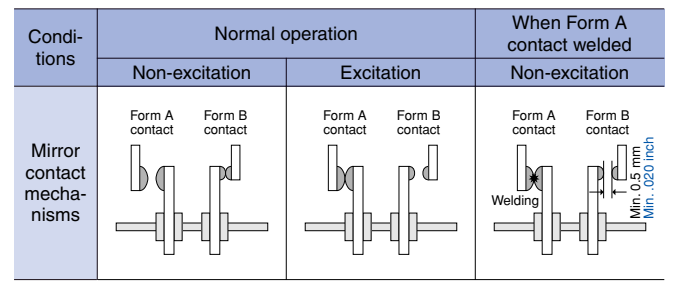 Condi-
tions
Normal operation
When Form A
contact welded
Non-excitation
Excitation
Non-excitation
Mirror
contact
mecha-
nisms
Form A
contact
Form B
contact
Form A
contact
Form B
contact
Form A
contact
Form B
contact
Welding
Min. 0.5 mm
Min. .020 inch